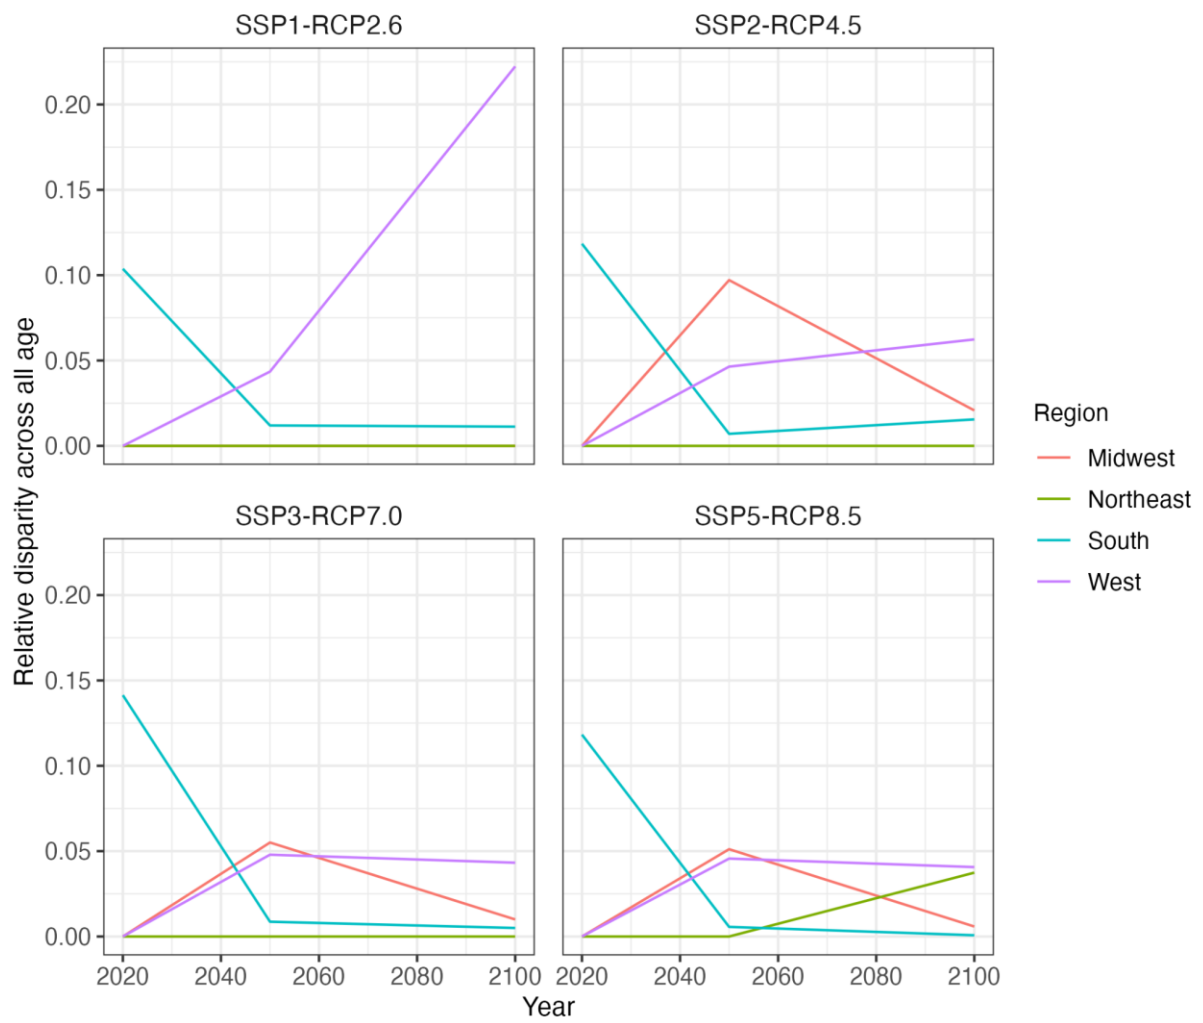 SSP1-RCP2.6
SSP2-RCP4.5
0.20
0.15
0.10
0.05
0.00
SSP3-RCP7.0
SSP5-RCP8.5
0.20
0.15
0.10
0.05
0.00
2020 2040 2060 2080 2100
2020 2040 2060 2080 2100
Year
Relative disparity across all age
Region
Midwest
Northeast
South
West